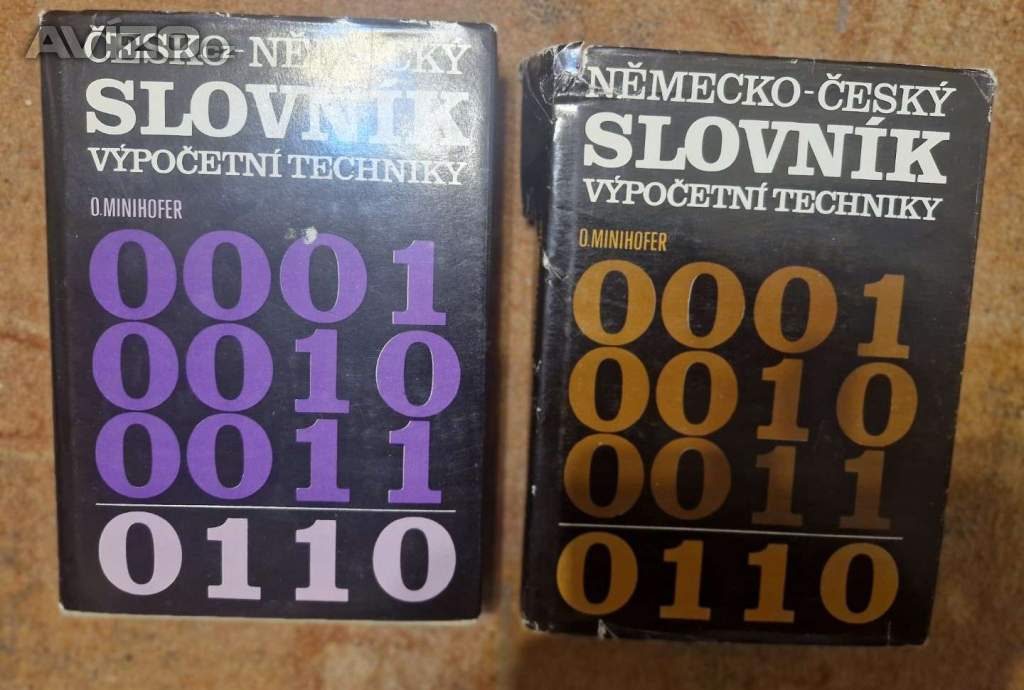 ČESKO-NĚMECKÝ
SLOVNÍK
VÝPOČETNÍ TECHNIKY
O.MINIHOFER
0001
0010
0011
0110
NĚMECKO-ČESKÝ
SLOVNÍK
VÝPOČETNÍ TECHNIKY
O.MINIHOFER
0001
0010
0011
0110